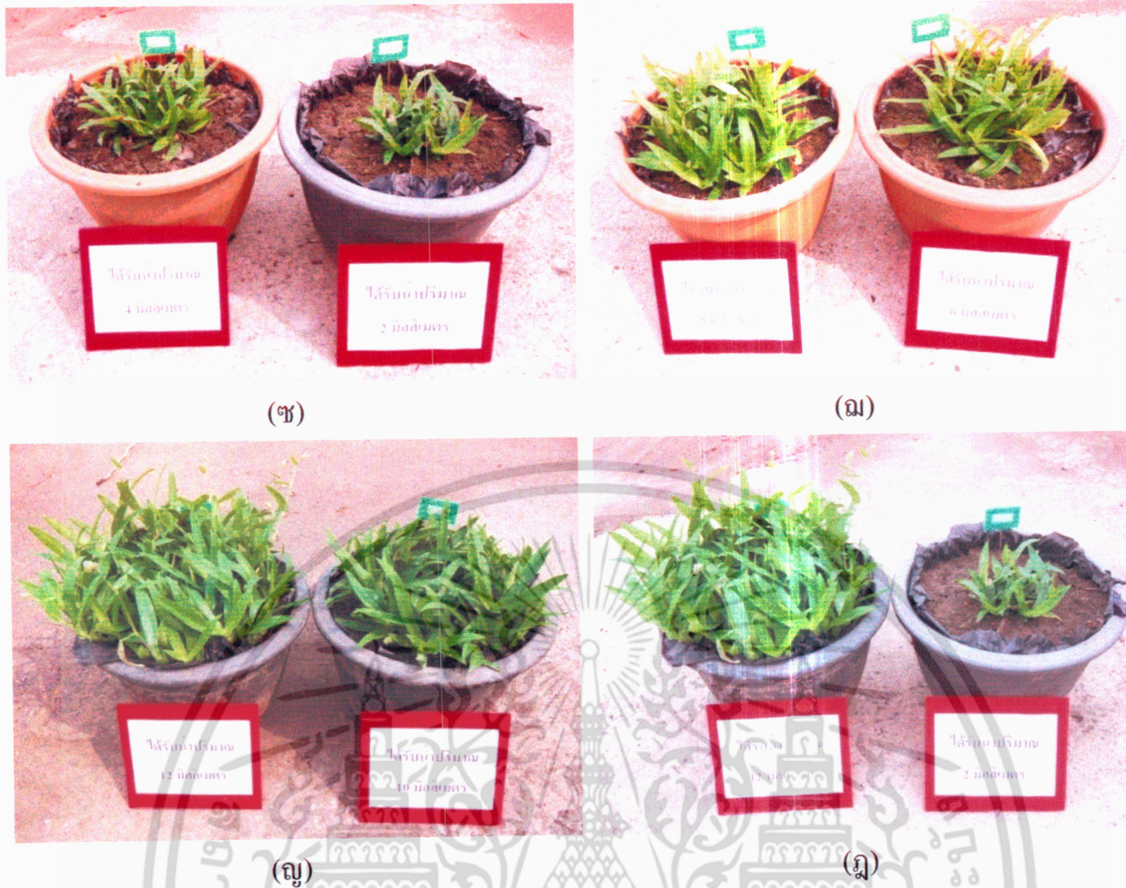 ได้รับน้ำปริมาณ
4 มิลลิเมตร
ได้รับน้ำปริมาณ
2 มิลลิเมตร
ได้รับน้ำปริมาณ
6 มิลลิเมตร
(ซ)
(ฌ)
ได้รับน้ำปริมาณ
12 มิลลิเมตร
ได้รับน้ำปริมาณ
10 มิลลิเมตร
12
ได้รับน้ำปริมาณ
2 มิลลิเมตร
(ญ)
(ฎ)